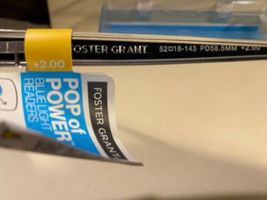 FOSTER GRANT 52□18-143 PD58.5MM +2.00
+2.00
POP of
POWER
BLUE LIGHT
READERS
FOSTER GRANT